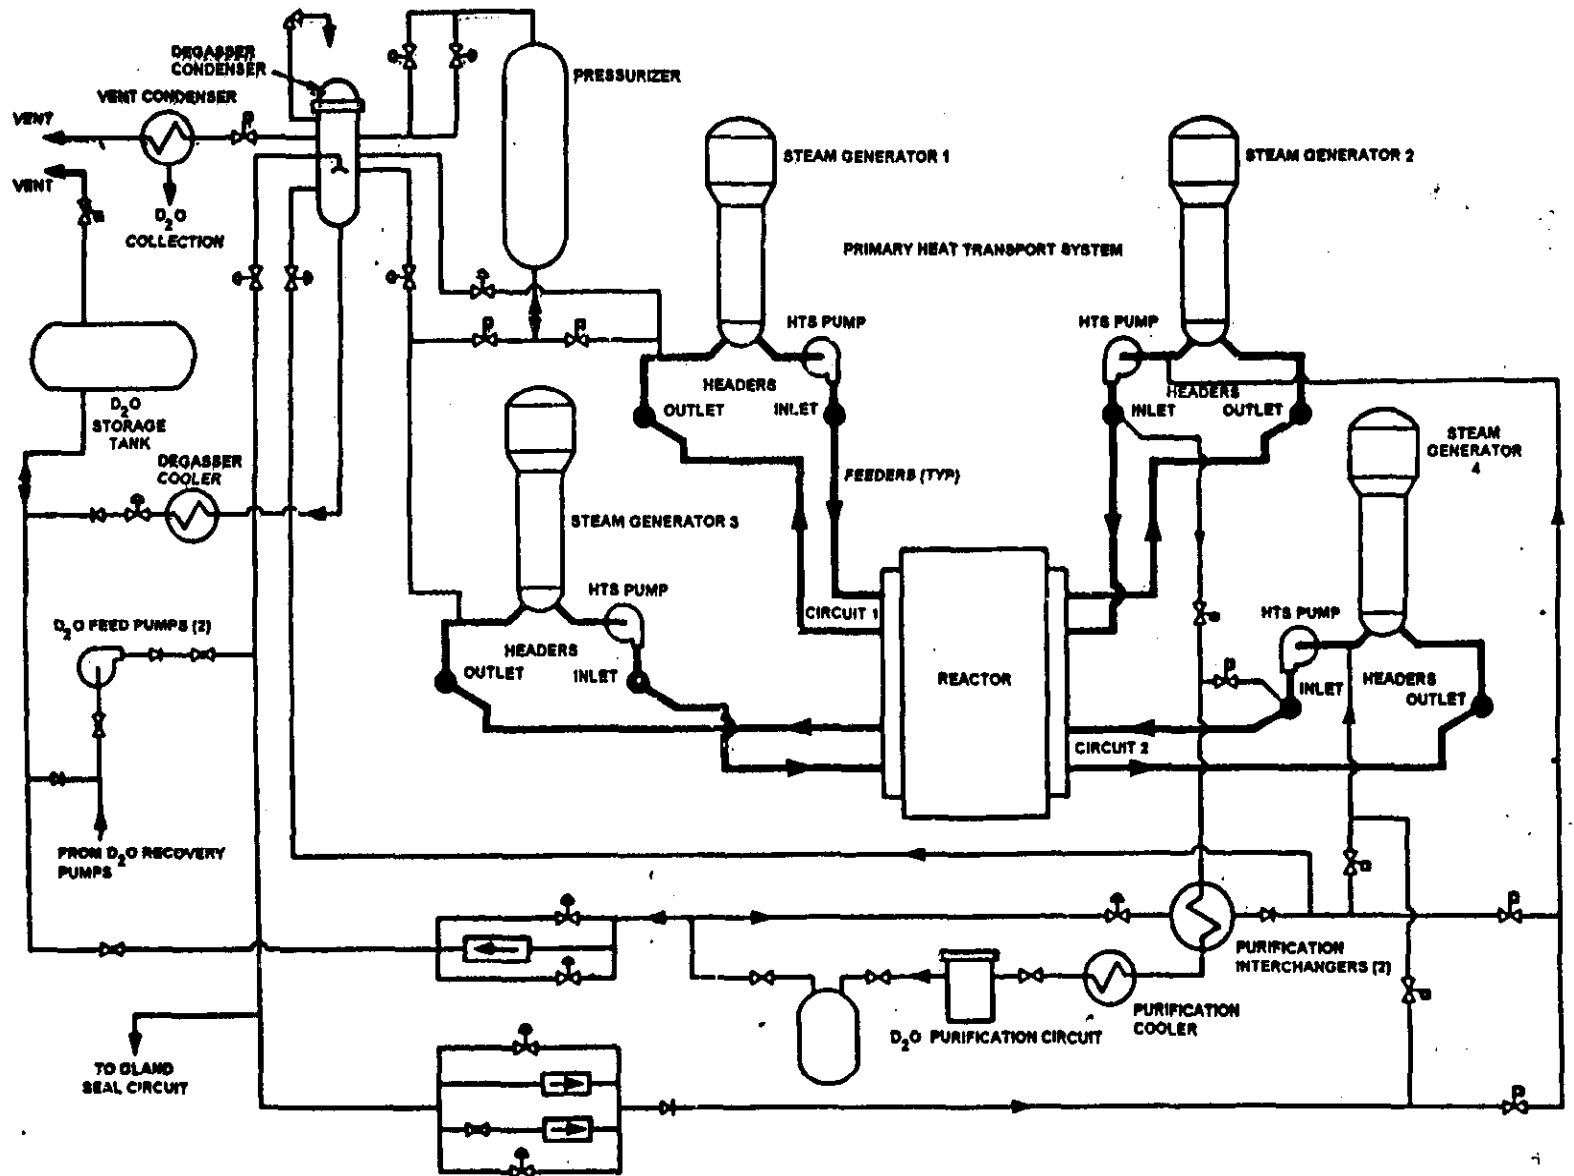 DEGASSER
CONDENSER
PRESSURIZER
VENT CONDENSER
VENT
VENT
D2O
COLLECTION
STEAM GENERATOR 1
STEAM GENERATOR 2
PRIMARY HEAT TRANSPORT SYSTEM
P
P
P
HTS PUMP
HTS PUMP
D2O
STORAGE
TANK
HEADERS
OUTLET
INLET
HEADERS
INLET
OUTLET
STEAM
GENERATOR
4
DEGASSER
COOLER
FEEDERS (TYP)
STEAM GENERATOR 3
HTS PUMP
CIRCUIT 1
HTS PUMP
D2O FEED PUMPS (2)
HEADERS
OUTLET
INLET
REACTOR
P
INLET
HEADERS
OUTLET
CIRCUIT 2
FROM D2O RECOVERY
PUMPS
P
PURIFICATION
INTERCHANGERS (2)
PURIFICATION
COOLER
D2O PURIFICATION CIRCUIT
TO GLAND
SEAL CIRCUIT
P